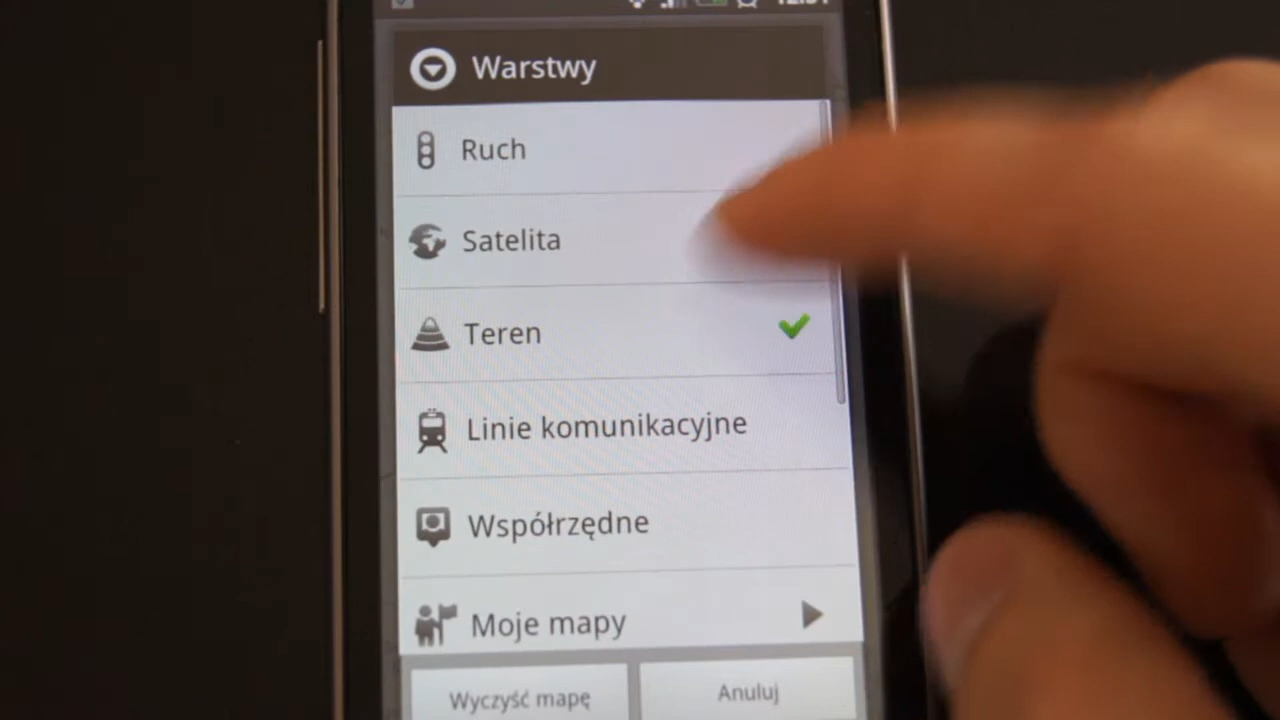 Warstwy
Ruch
Satelita
Teren
Linie komunikacyjne
Współrzędne
Moje mapy
Wyczyść mapę Anuluj